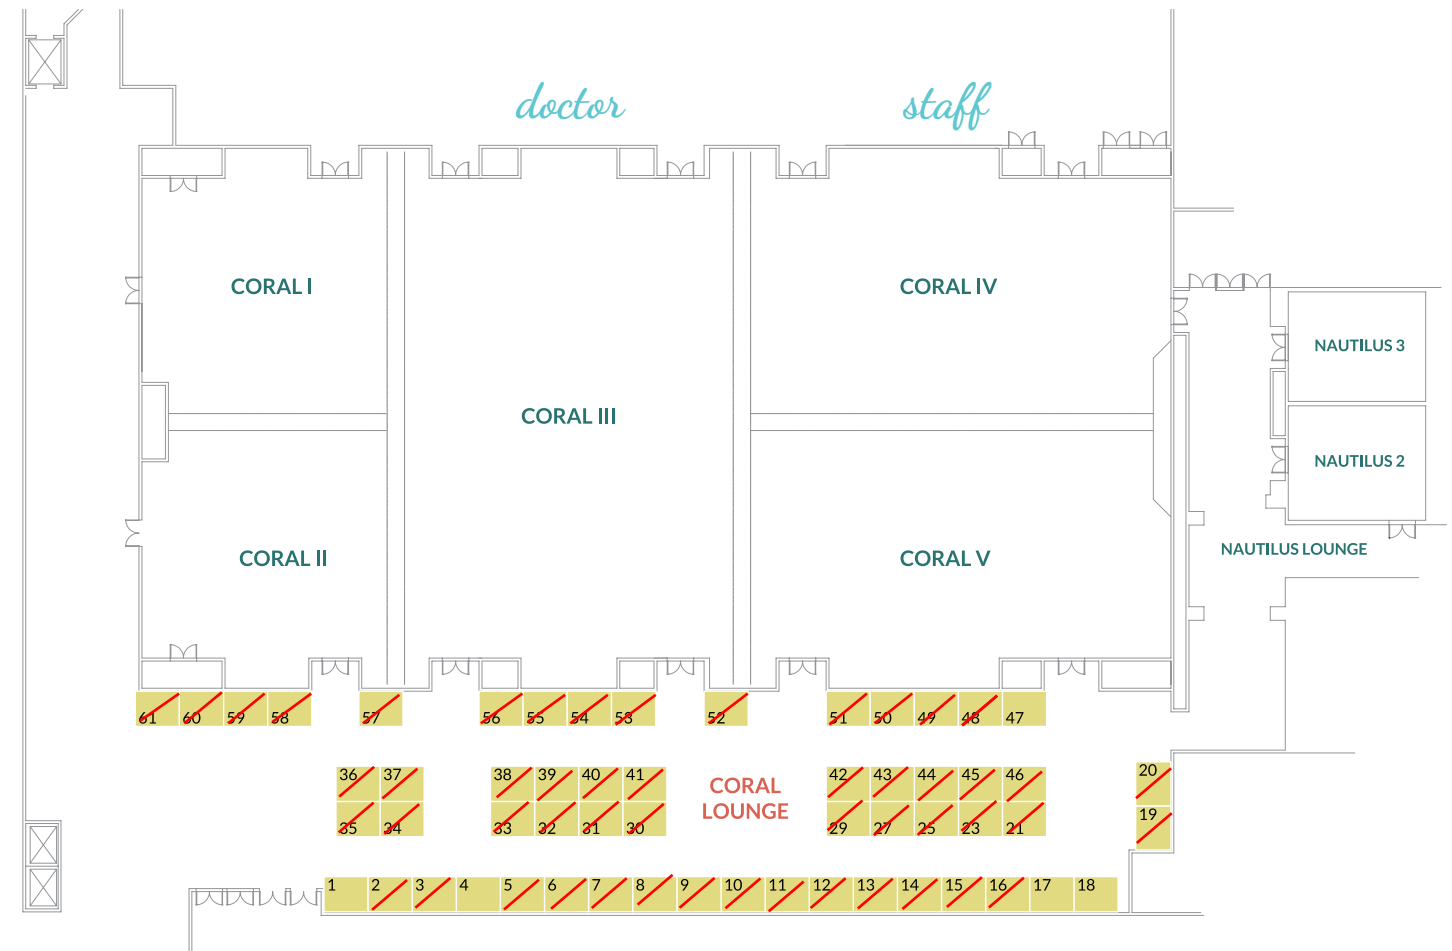 doctor
staff
CORAL I
CORAL IV
NAUTILUS 3
CORAL III
NAUTILUS 2
CORAL II
CORAL V
NAUTILUS LOUNGE
61 60 59 58 57 56 55 54 53 52 51 50 49 48 47
36 37 38 39 40 41 42 43 44 45 46 20
CORAL
LOUNGE
35 34 33 32 31 30 29 27 25 23 21 19
1 2 3 4 5 6 7 8 9 10 11 12 13 14 15 16 17 18